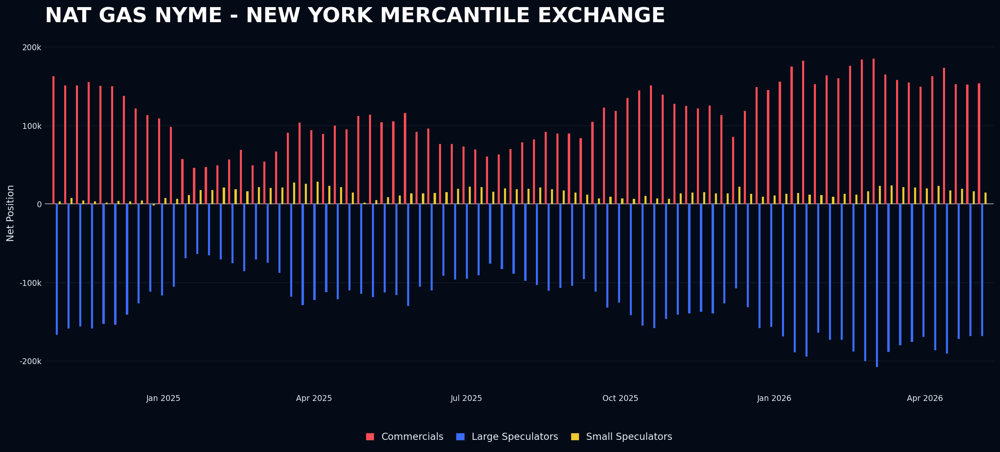 NAT GAS NYME - NEW YORK MERCANTILE EXCHANGE
200k
100k
0
-100k
-200k
Net Position
Jan 2025
Apr 2025
Jul 2025
Oct 2025
Jan 2026
Apr 2026
Commercials
Large Speculators
Small Speculators